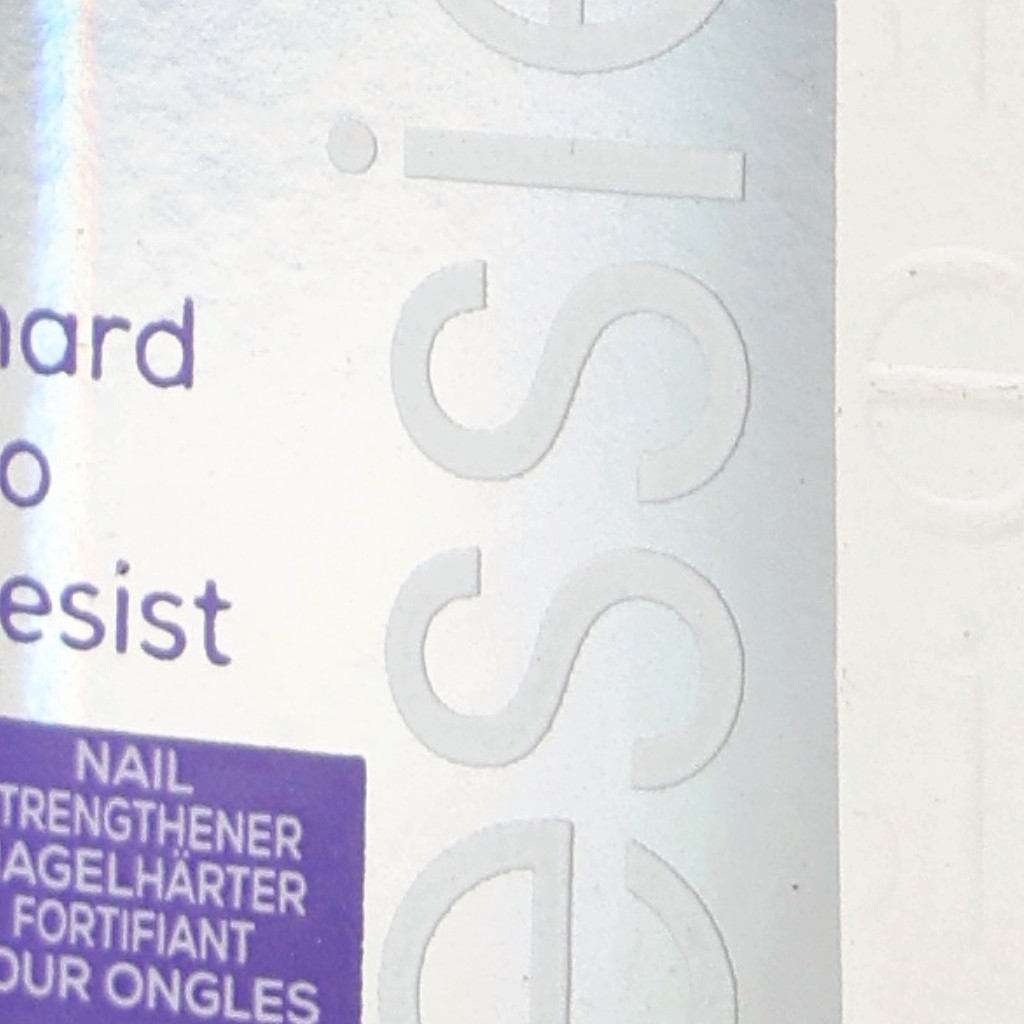 hard
esist
NAIL
TRENGTHENER
AGELHÄRTER
FORTIFIANT
OUR ONGLES
essie